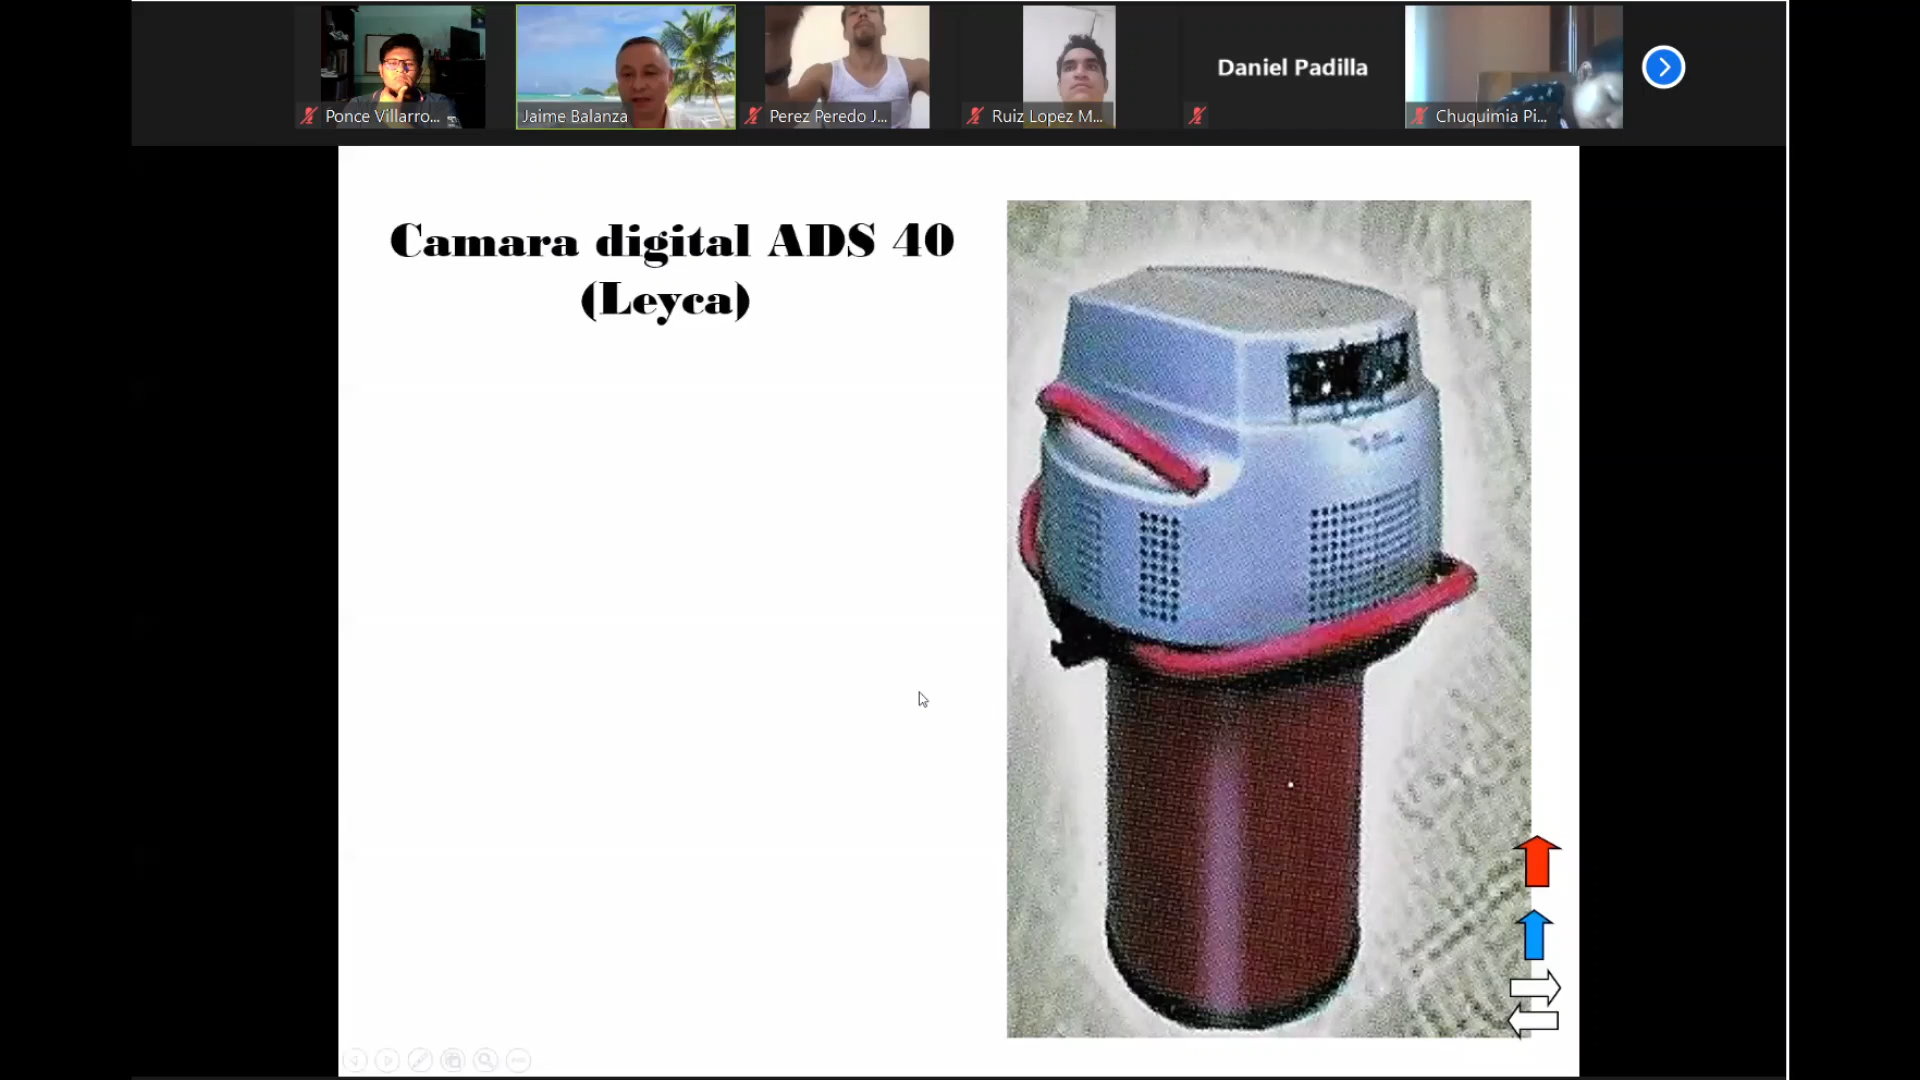 Ponce Villarro...
Jaime Balanza
Perez Peredo J...
Ruiz Lopez M...
Daniel Padilla
Chuquimia Pi...
Camara digital ADS 40
(Leyca)